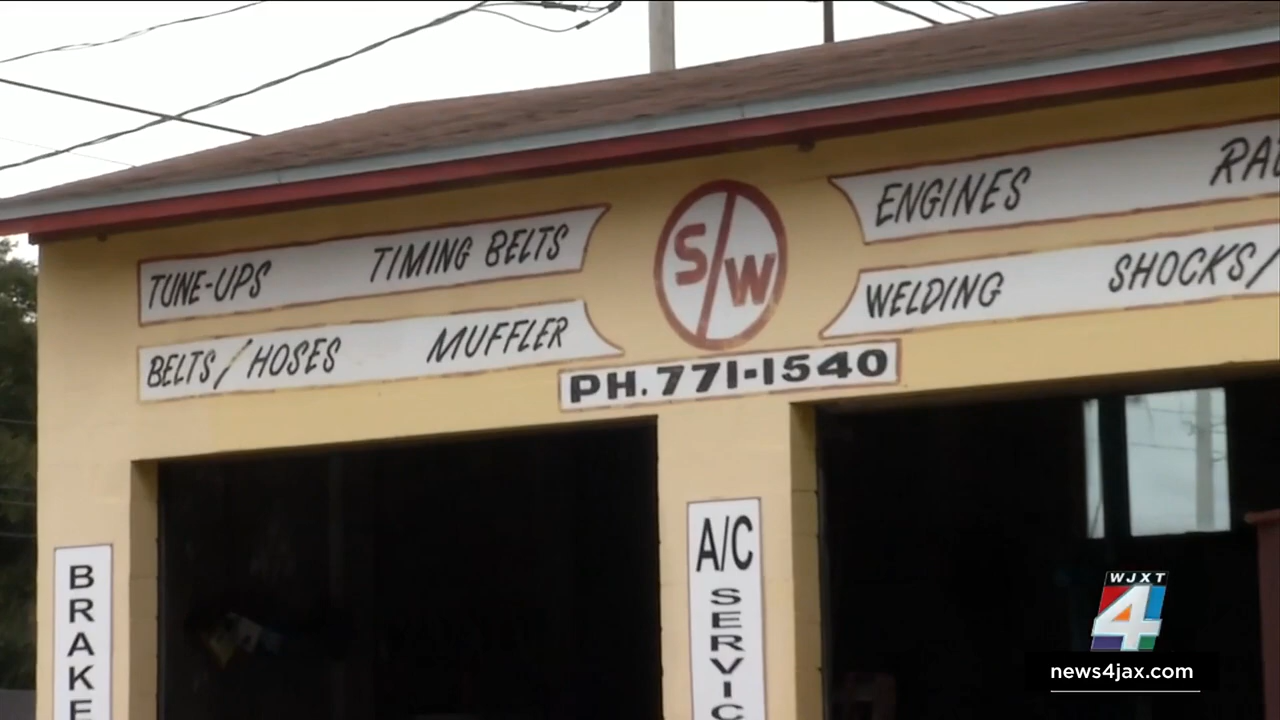 TUNE-UPS TIMING BELTS
BELTS/HOSES MUFFLER
S/W
ENGINES
WELDING SHOCKS/
PH. 771-1540
BRAKE
A/C
SERVIC
WJXT
4
news4jax.com